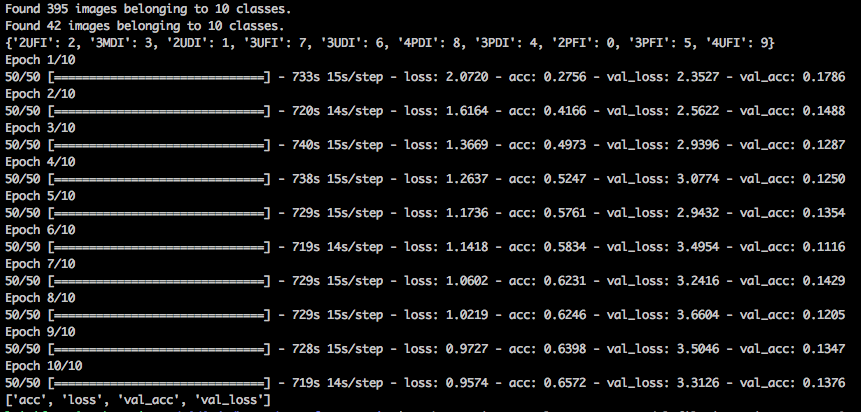 Found 395 images belonging to 10 classes.
Found 42 images belonging to 10 classes.
{'2UFI': 2, '3MDI': 3, '2UDI': 1, '3UFI': 7, '3UDI': 6, '4PDI': 8, '3PDI': 4, '2PFI': 0, '3PFI': 5, '4UFI': 9}
Epoch 1/10
50/50 [==============================] - 733s 15s/step - loss: 2.0720 - acc: 0.2756 - val_loss: 2.3527 - val_acc: 0.1786
Epoch 2/10
50/50 [==============================] - 720s 14s/step - loss: 1.6164 - acc: 0.4166 - val_loss: 2.5622 - val_acc: 0.1488
Epoch 3/10
50/50 [==============================] - 740s 15s/step - loss: 1.3669 - acc: 0.4973 - val_loss: 2.9396 - val_acc: 0.1287
Epoch 4/10
50/50 [==============================] - 738s 15s/step - loss: 1.2637 - acc: 0.5247 - val_loss: 3.0774 - val_acc: 0.1250
Epoch 5/10
50/50 [==============================] - 729s 15s/step - loss: 1.1736 - acc: 0.5761 - val_loss: 2.9432 - val_acc: 0.1354
Epoch 6/10
50/50 [==============================] - 719s 14s/step - loss: 1.1418 - acc: 0.5834 - val_loss: 3.4954 - val_acc: 0.1116
Epoch 7/10
50/50 [==============================] - 729s 15s/step - loss: 1.0602 - acc: 0.6231 - val_loss: 3.2416 - val_acc: 0.1429
Epoch 8/10
50/50 [==============================] - 729s 15s/step - loss: 1.0219 - acc: 0.6246 - val_loss: 3.6604 - val_acc: 0.1205
Epoch 9/10
50/50 [==============================] - 728s 15s/step - loss: 0.9727 - acc: 0.6398 - val_loss: 3.5046 - val_acc: 0.1347
Epoch 10/10
50/50 [==============================] - 719s 14s/step - loss: 0.9574 - acc: 0.6572 - val_loss: 3.3126 - val_acc: 0.1376
['acc', 'loss', 'val_acc', 'val_loss']